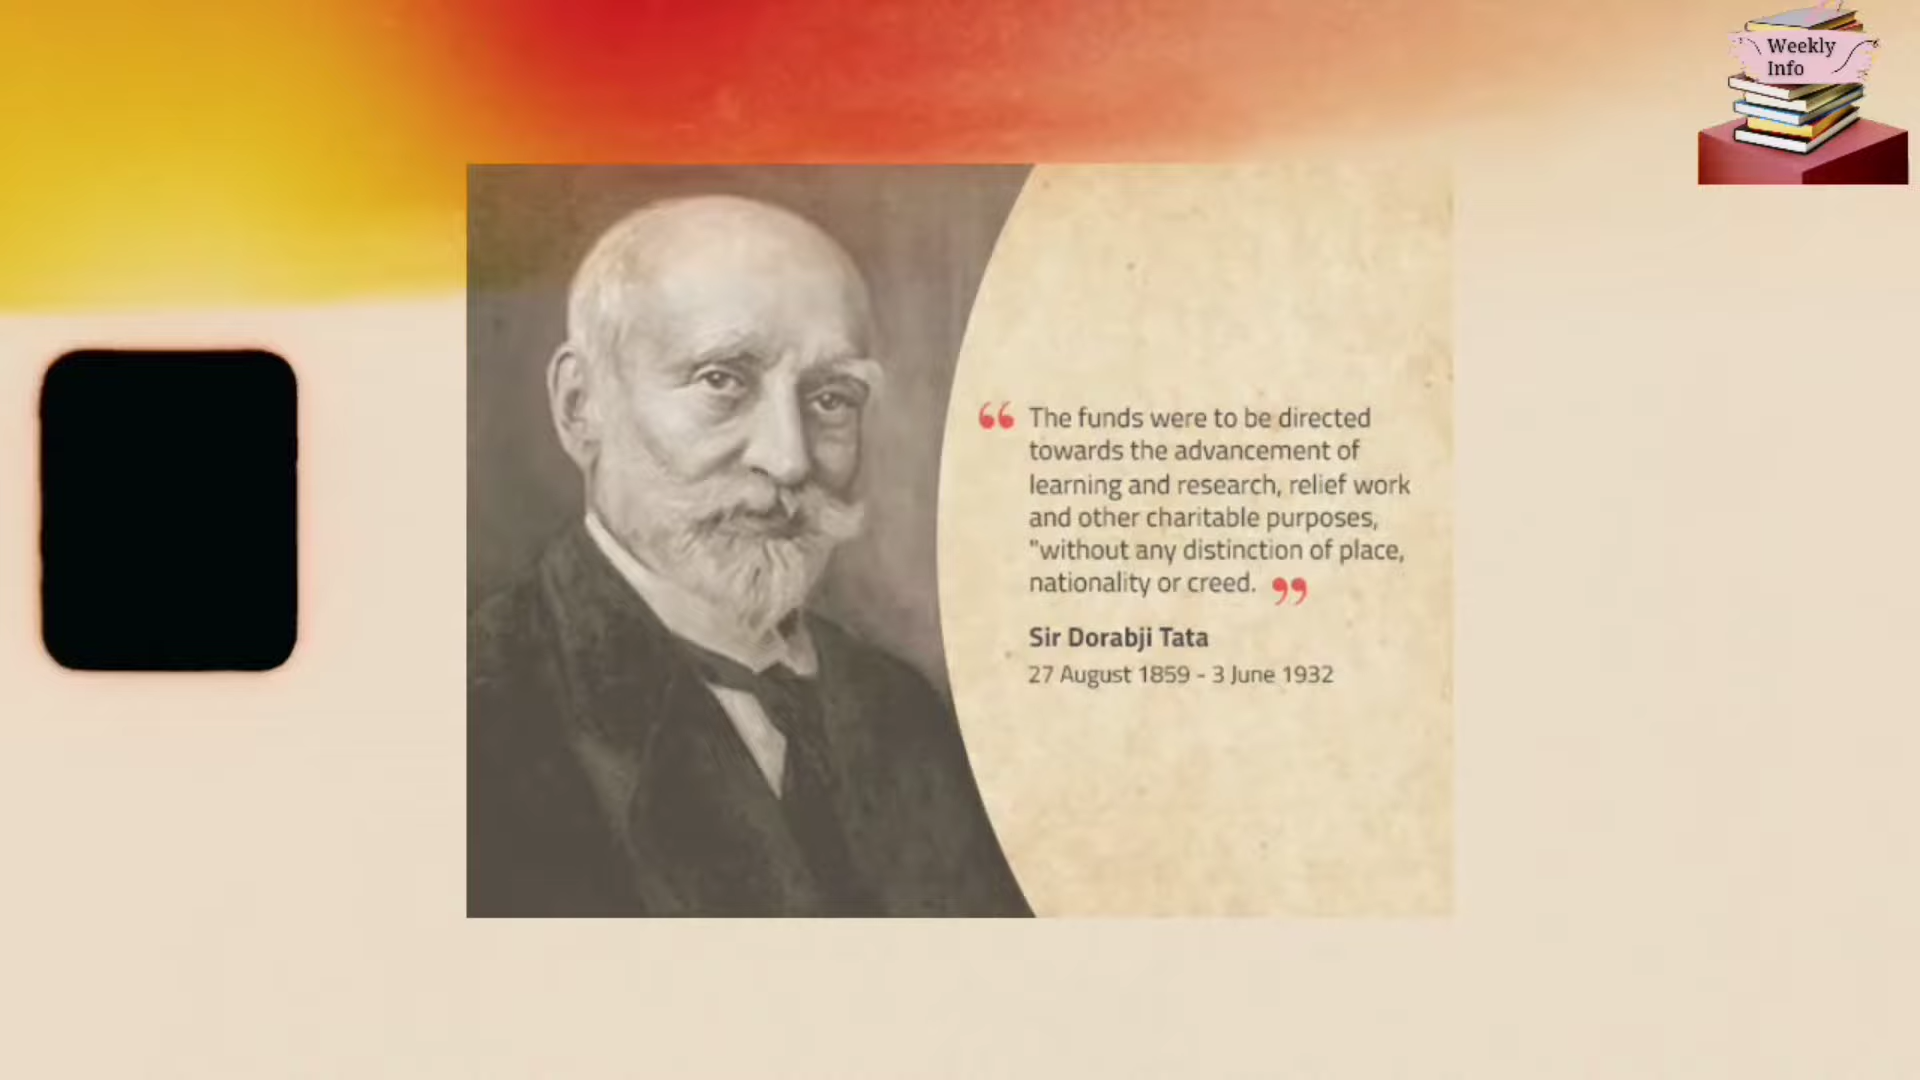 Weekly
Info
“ The funds were to be directed
towards the advancement of
learning and research, relief work
and other charitable purposes,
"without any distinction of place,
nationality or creed. ”
Sir Dorabji Tata
27 August 1859 - 3 June 1932